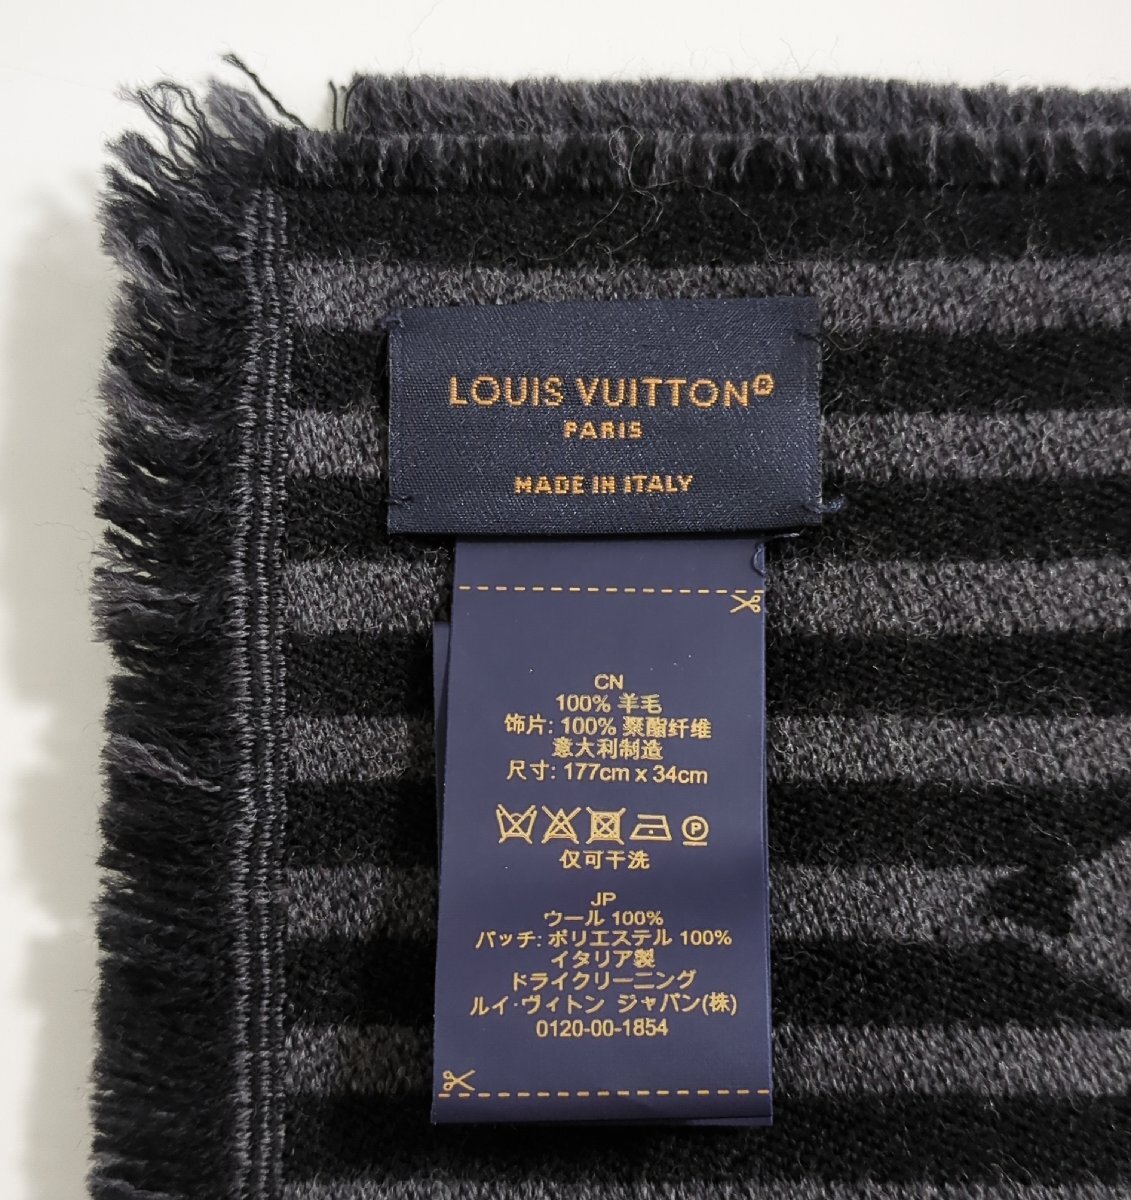 LOUIS VUITTON®
PARIS
MADE IN ITALY
CN
100% 羊毛
饰片: 100% 聚酯纤维
意大利制造
尺寸: 177cm x 34cm
P
仅可干洗
JP
ウール 100%
パッチ: ポリエステル 100%
イタリア製
ドライクリーニング
ルイ·ヴィトン ジャパン(株)
0120-00-1854